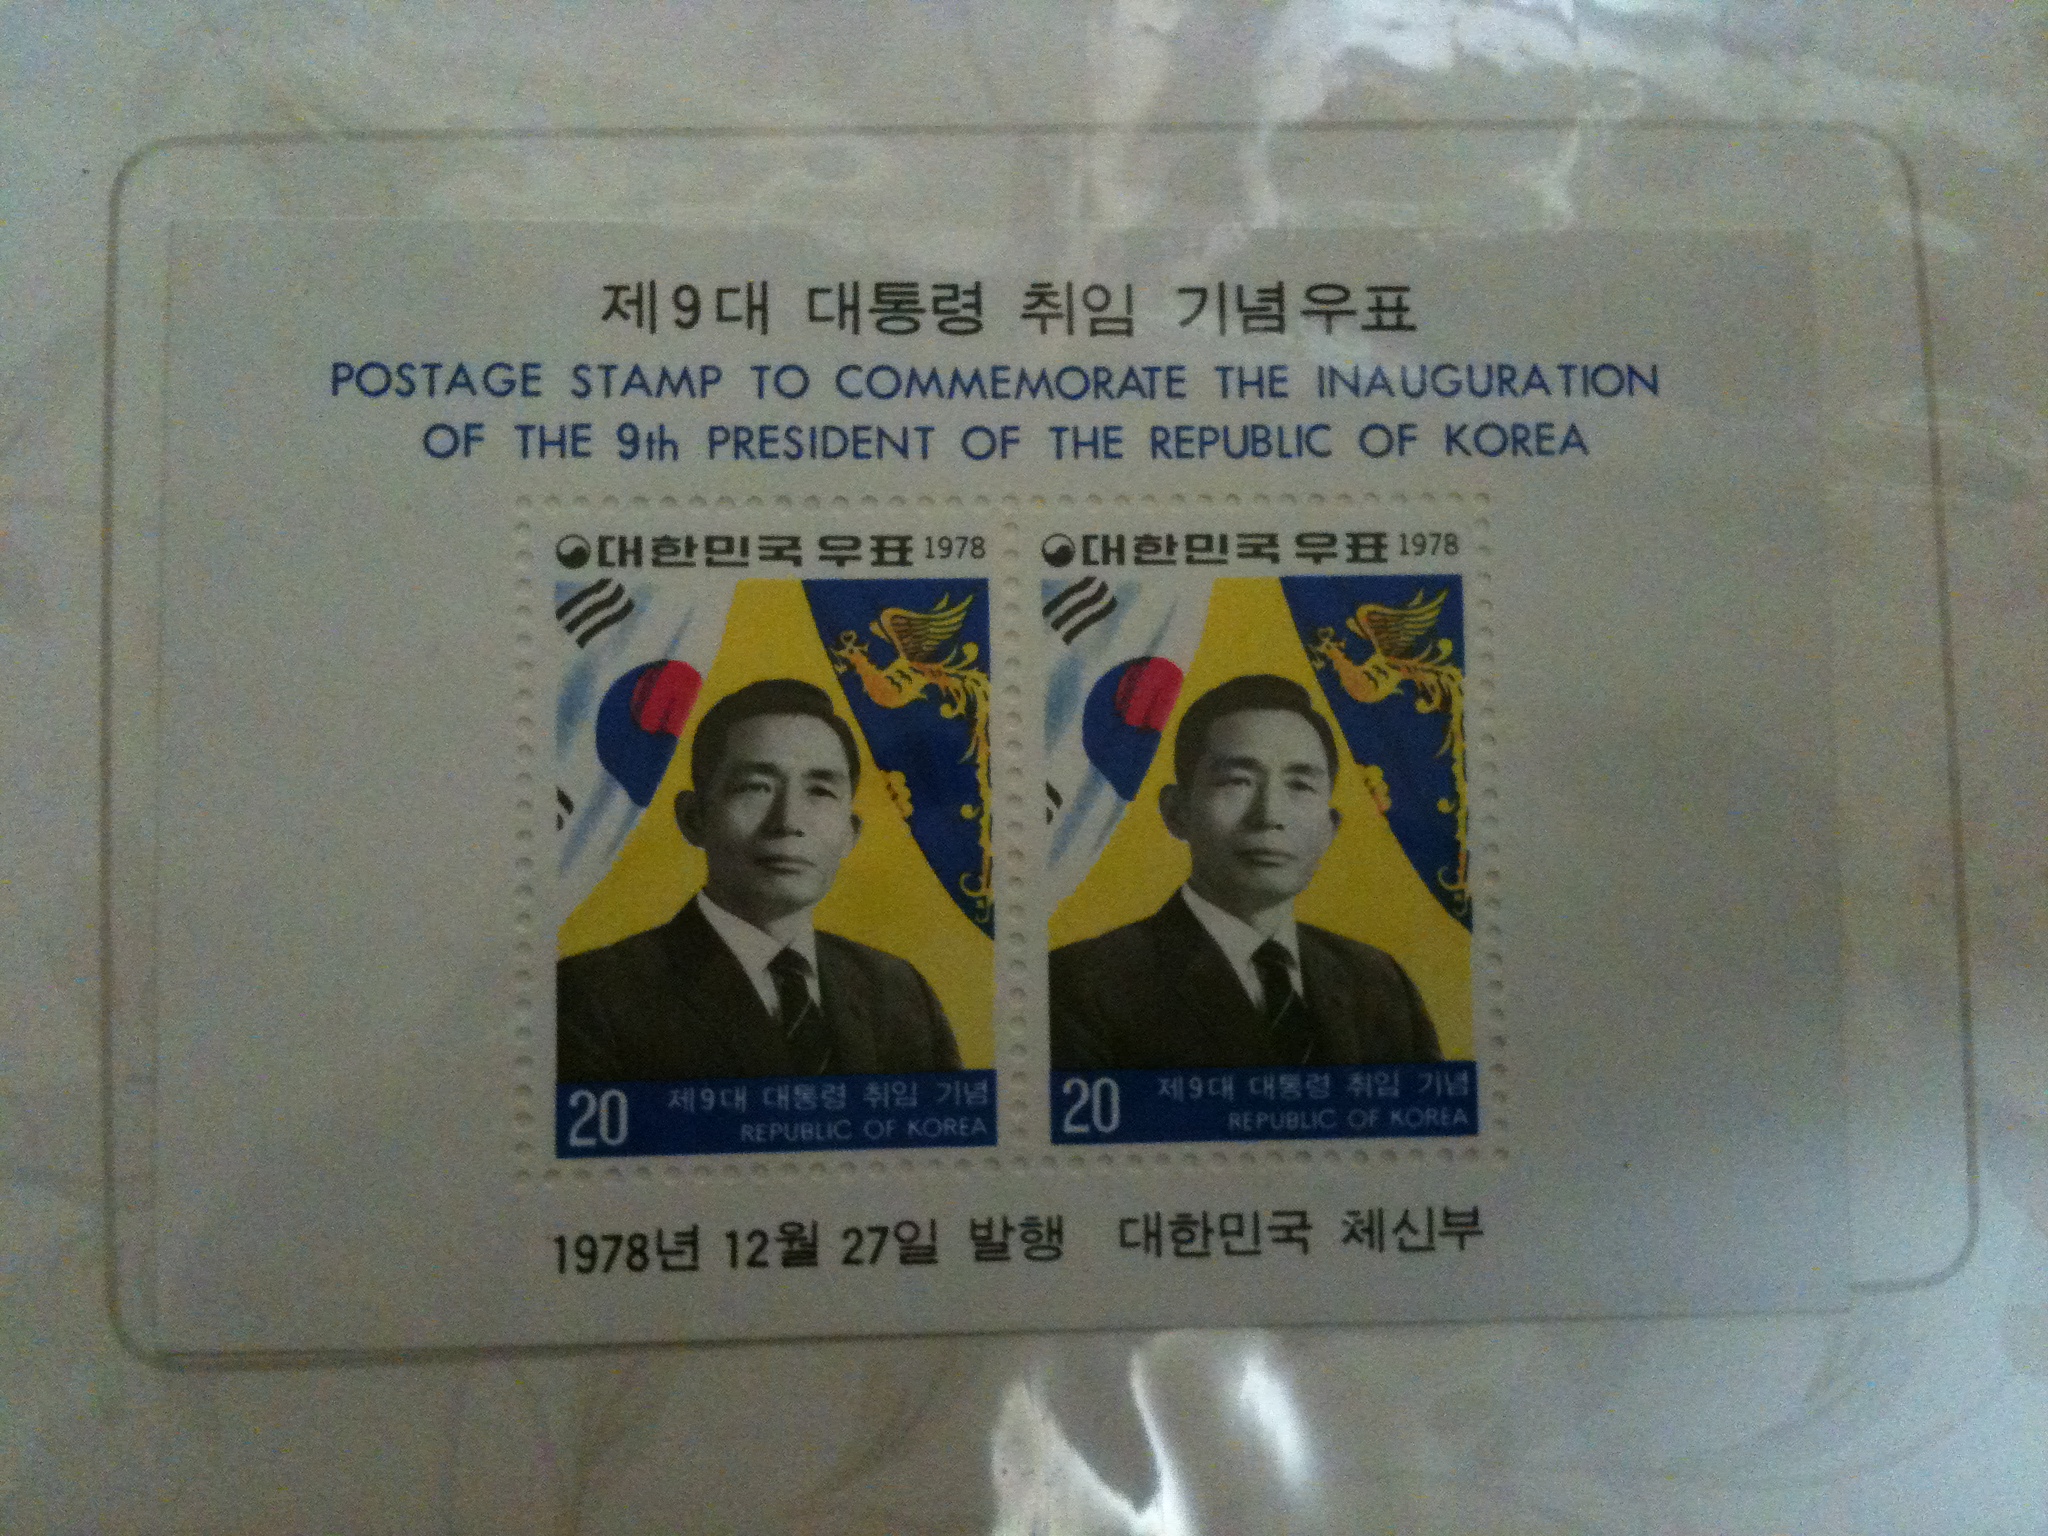 제9대 대통령 취임 기념우표
POSTAGE STAMP TO COMMEMORATE THE INAUGURATION
OF THE 9th PRESIDENT OF THE REPUBLIC OF KOREA
대한민국 우표 1978
20 제9대 대통령 취임 기념
REPUBLIC OF KOREA
대한민국 우표 1978
20 제9대 대통령 취임 기념
REPUBLIC OF KOREA
1978년 12월 27일 발행 대한민국 체신부